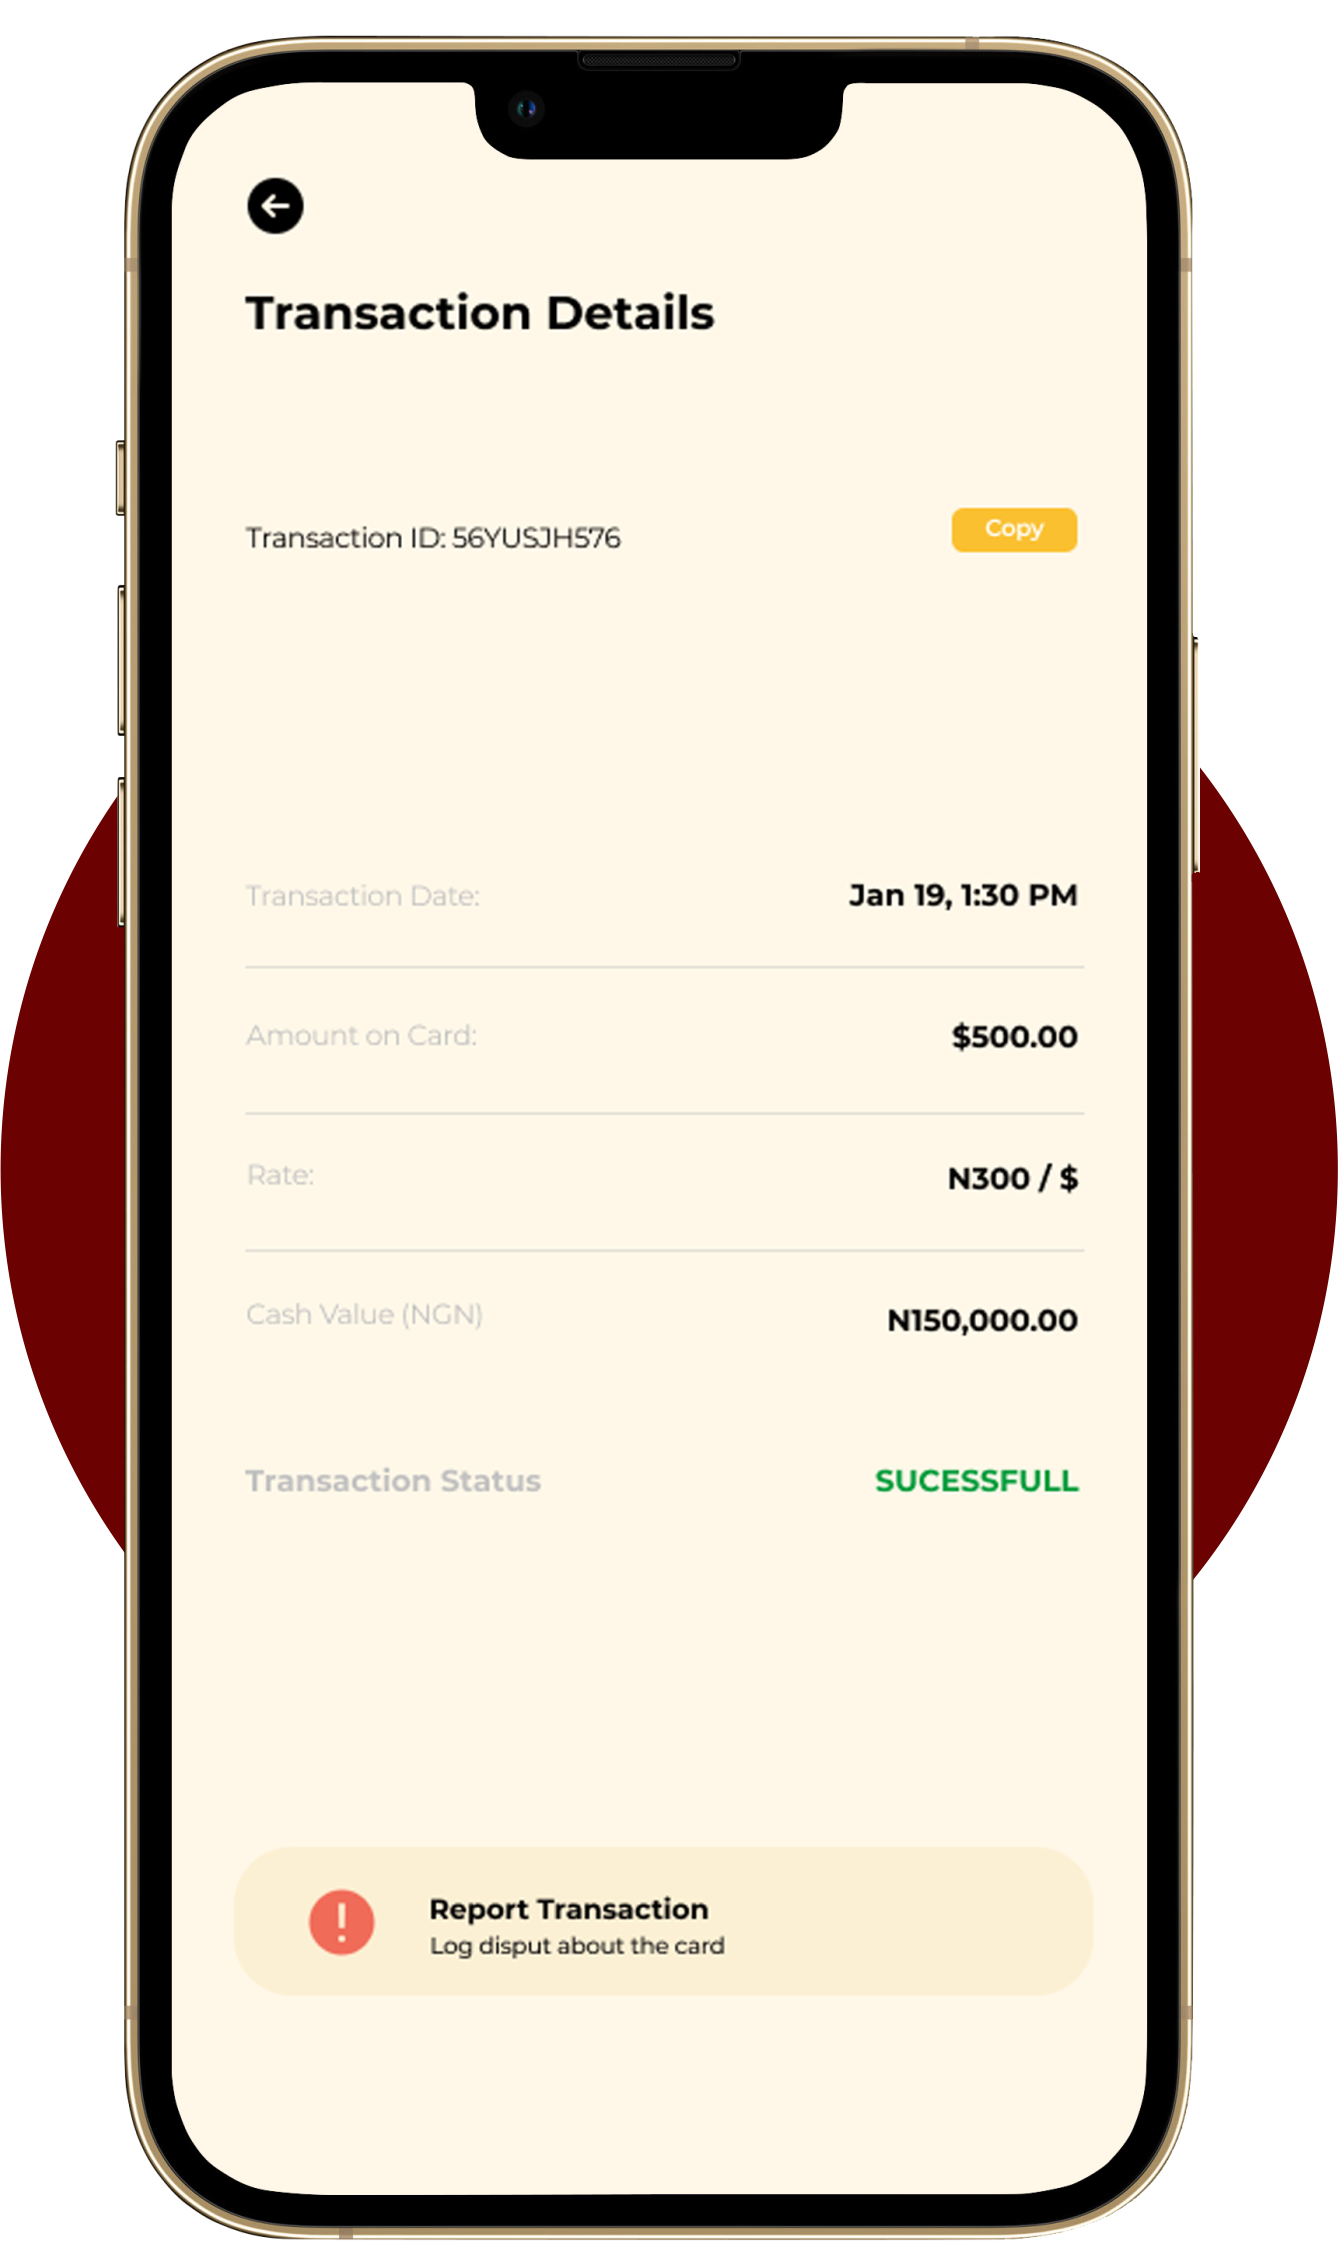 Transaction Details
Transaction ID: 56YUSJH576
Copy
Transaction Date: Jan 19, 1:30 PM
Amount on Card: $500.00
Rate: N300 / $
Cash Value (NGN) N150,000.00
Transaction Status SUCESSFULL
Report Transaction
Log disput about the card